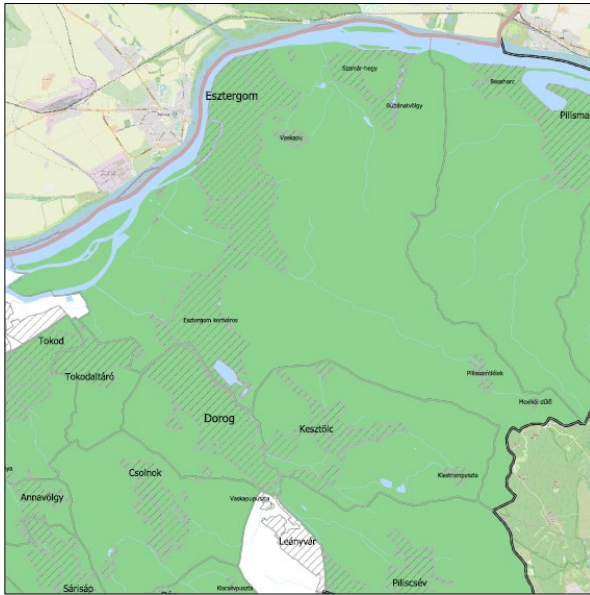 Szamár-hegy
Basaharc
Esztergom
Búbánatvölgy
Pilisma
Vaskapu
Esztergom kertváros
Tokod
Pilisszentlélek
Tokodaltáró
Dorog
Kesztölc
Csolnok
Klastrompuszta
Annavölgy
Vaskapupuszta
Leányvár
Piliscsév
Sárisáp
Kiscsévpuszta